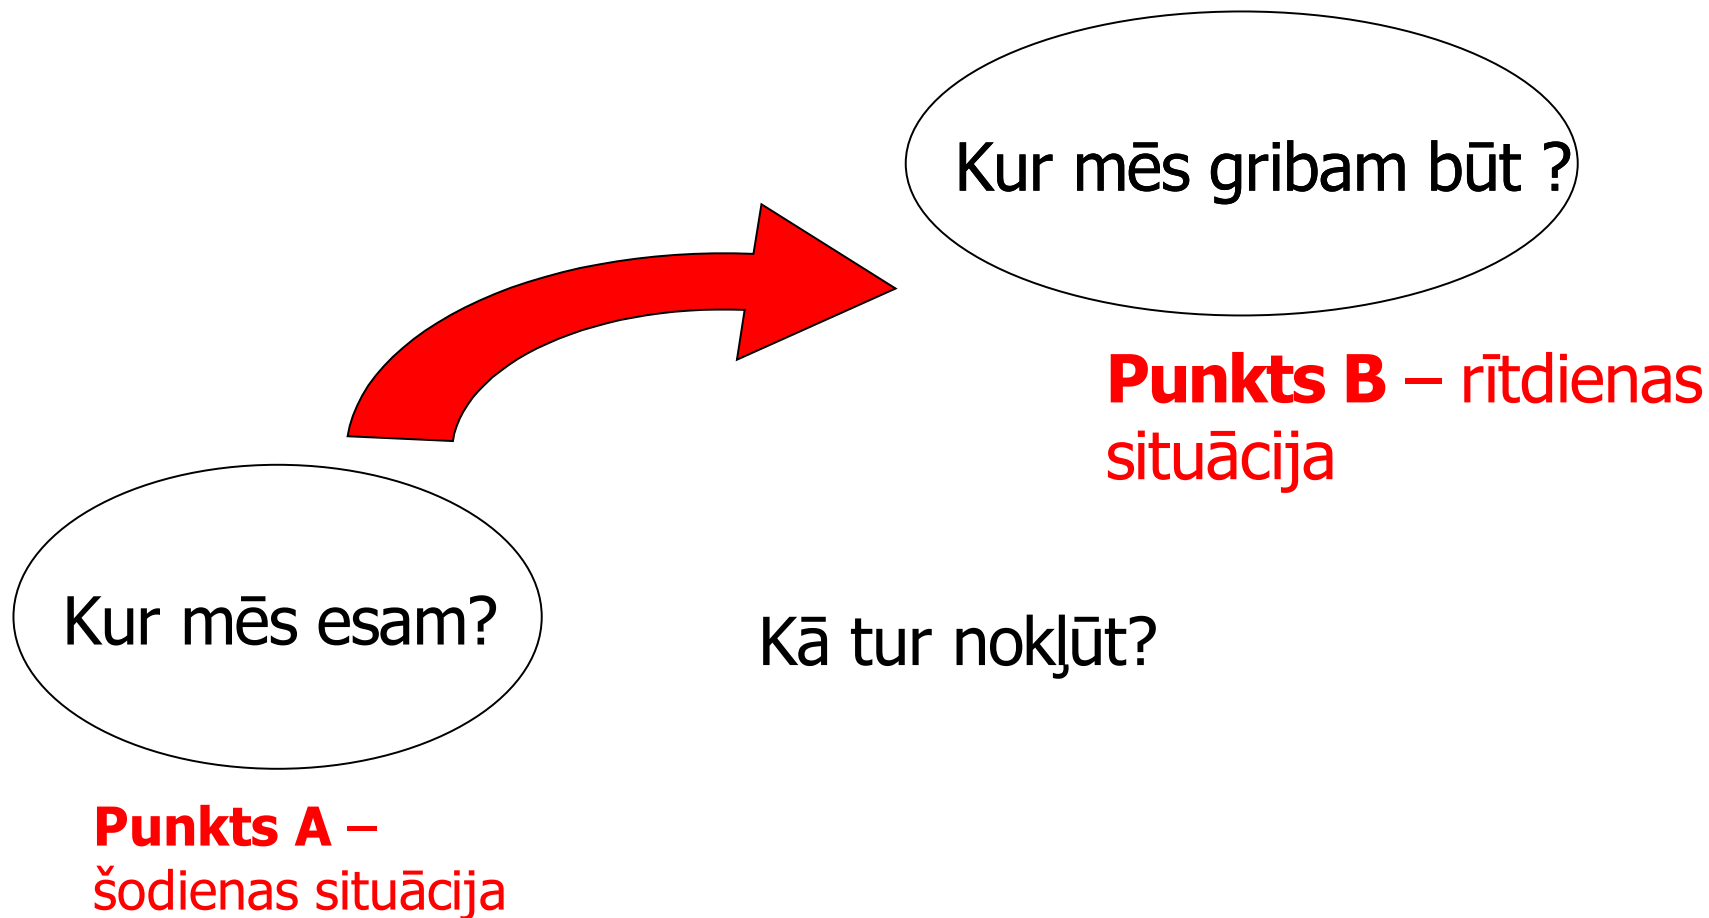 Kur mēs gribam būt ?
Punkts B – rītdienas
situācija
Kur mēs esam?
Kā tur nokļūt?
Punkts A –
šodienas situācija